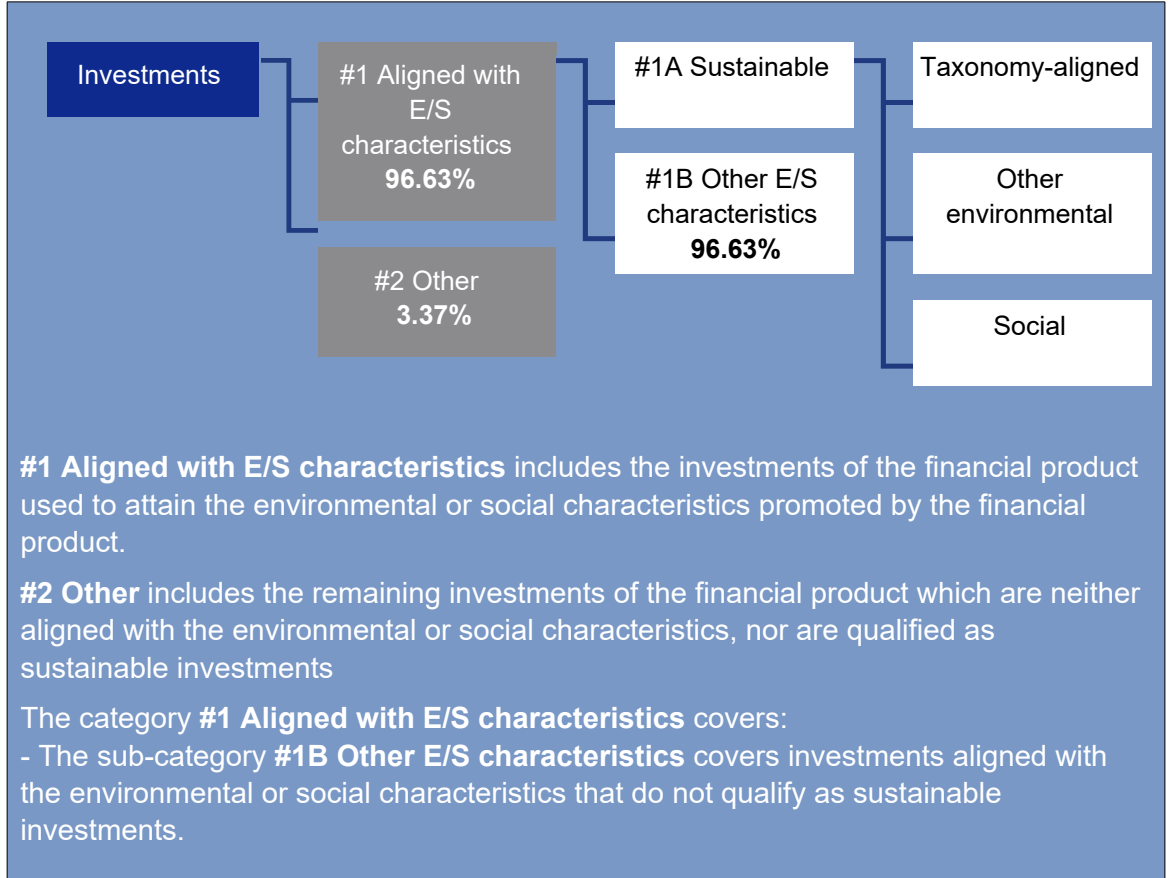 Investments
#1 Aligned with
E/S
characteristics
96.63%
#2 Other
3.37%
#1A Sustainable
#1B Other E/S
characteristics
96.63%
Taxonomy-aligned
Other
environmental
Social
#1 Aligned with E/S characteristics includes the investments of the financial product
used to attain the environmental or social characteristics promoted by the financial
product.
#2 Other includes the remaining investments of the financial product which are neither
aligned with the environmental or social characteristics, nor are qualified as
sustainable investments
The category #1 Aligned with E/S characteristics covers:
- The sub-category #1B Other E/S characteristics covers investments aligned with
the environmental or social characteristics that do not qualify as sustainable
investments.